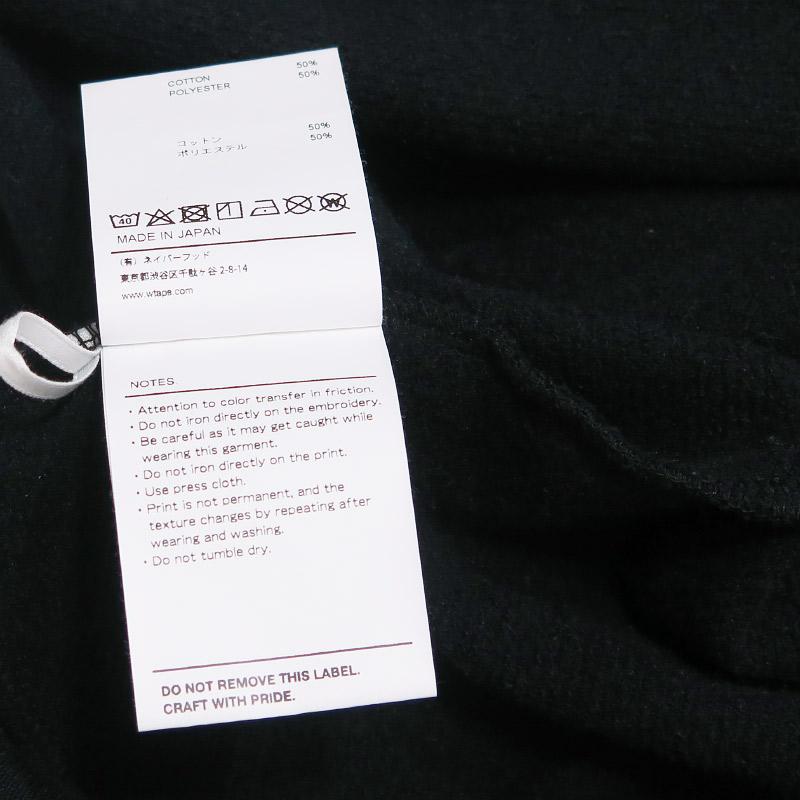 COTTON 50%
POLYESTER 50%
コットン 50%
ポリエステル 50%
40
MADE IN JAPAN
(有) ネイバーフッド
東京都渋谷区千駄ヶ谷 2-8-14
www.wtaps.com
NOTES.
・Attention to color transfer in friction.
・Do not iron directly on the embroidery.
・Be careful as it may get caught while
wearing this garment.
・Do not iron directly on the print.
・Use press cloth.
・Print is not permanent, and the
texture changes by repeating after
wearing and washing.
・Do not tumble dry.
DO NOT REMOVE THIS LABEL.
CRAFT WITH PRIDE.